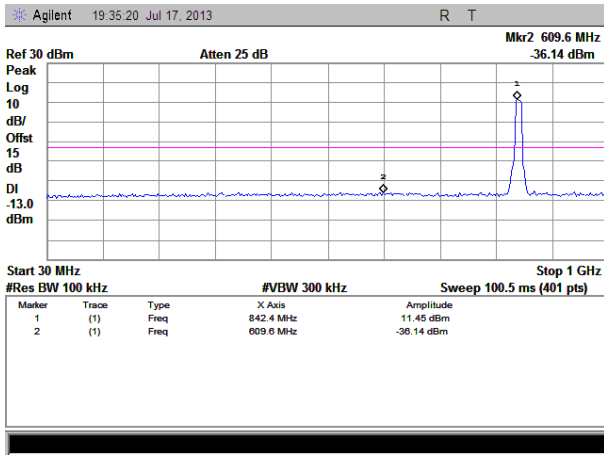 Agilent 19:35:20 Jul 17, 2013 R T
Mkr2 609.6 MHz
Ref 30 dBm Atten 25 dB -36.14 dBm
Peak
Log
10
dB/
Offst
15
dB
DI
-13.0
dBm
1
2
Start 30 MHz Stop 1 GHz
#Res BW 100 kHz #VBW 300 kHz Sweep 100.5 ms (401 pts)
Marker Trace Type X Axis Amplitude
1 (1) Freq 842.4 MHz 11.45 dBm
2 (1) Freq 609.6 MHz -36.14 dBm